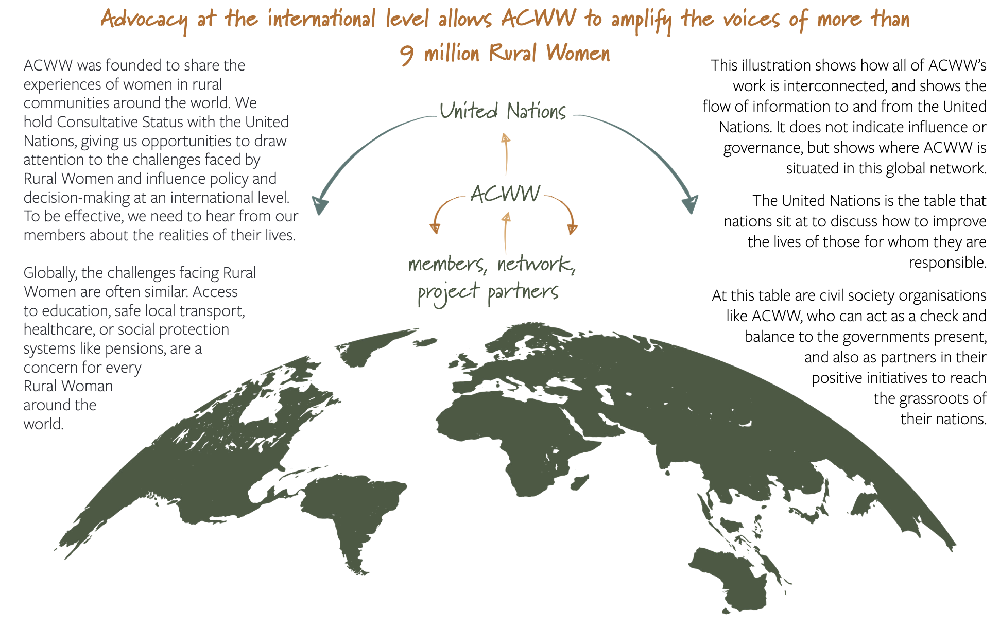 Advocacy at the international level allows ACWW to amplify the voices of more than
9 million Rural Women
ACWW was founded to share the
experiences of women in rural
communities around the world. We
hold Consultative Status with the United
Nations, giving us opportunities to draw
attention to the challenges faced by
Rural Women and influence policy and
decision-making at an international level.
To be effective, we need to hear from our
members about the realities of their lives.
Globally, the challenges facing Rural
Women are often similar. Access
to education, safe local transport,
healthcare, or social protection
systems like pensions, are a
concern for every
Rural Woman
around the
world.
United Nations
ACWW
members, network,
project partners
This illustration shows how all of ACWW’s
work is interconnected, and shows the
flow of information to and from the United
Nations. It does not indicate influence or
governance, but shows where ACWW is
situated in this global network.
The United Nations is the table that
nations sit at to discuss how to improve
the lives of those for whom they are
responsible.
At this table are civil society organisations
like ACWW, who can act as a check and
balance to the governments present,
and also as partners in their
positive initiatives to reach
the grassroots of
their nations.